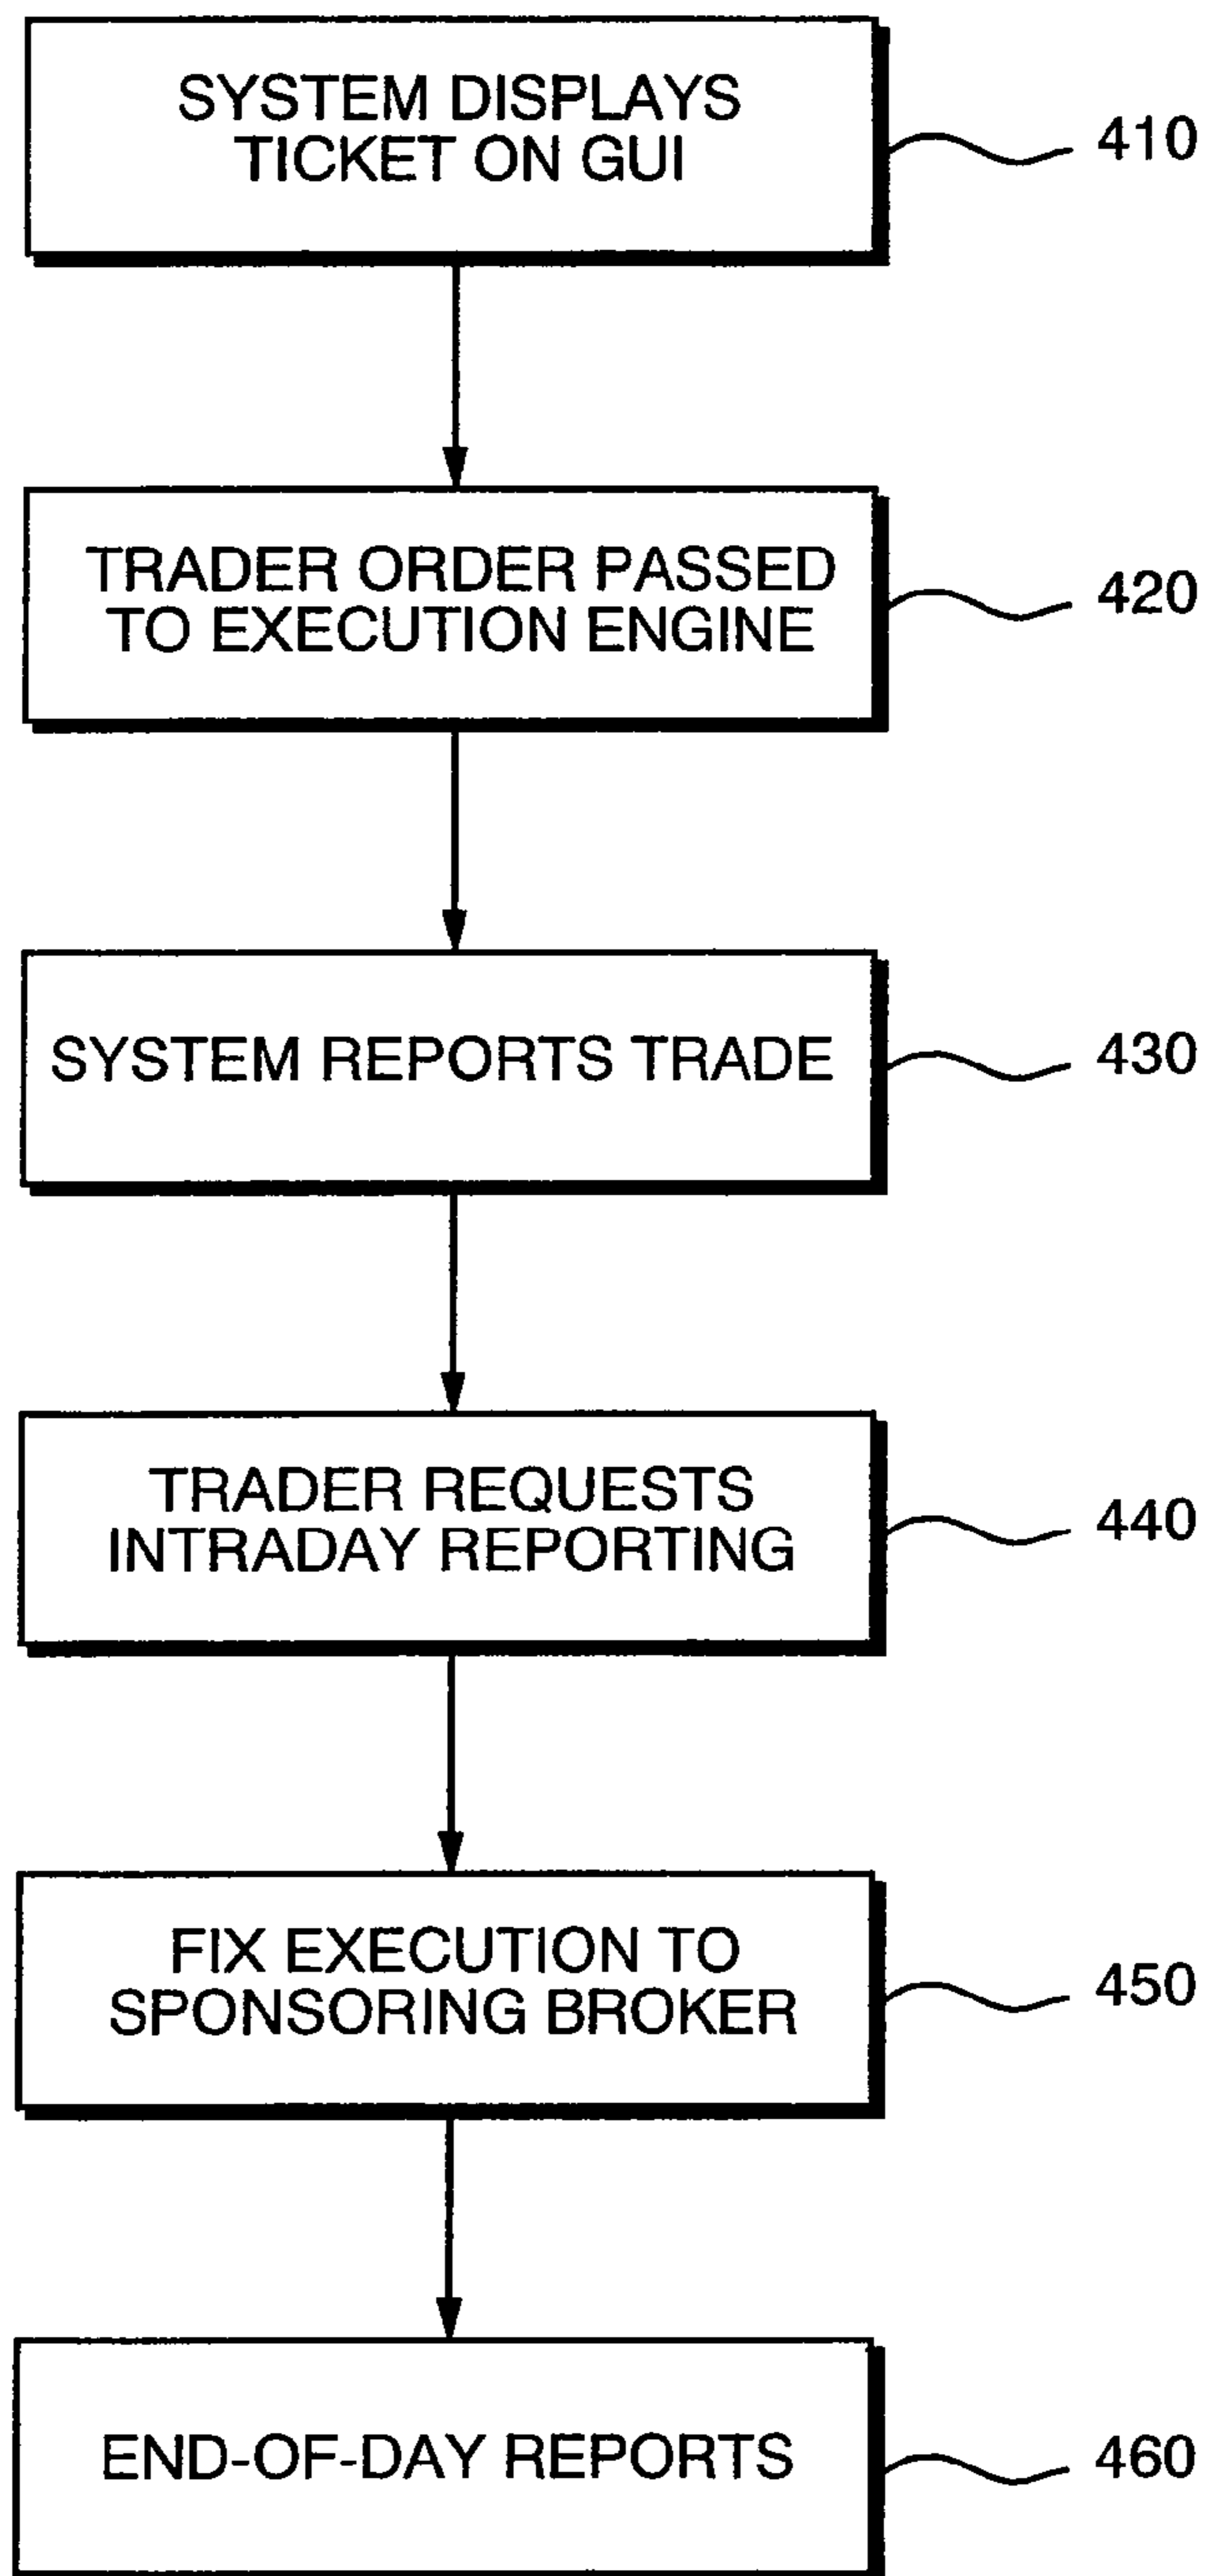 SYSTEM DISPLAYS
TICKET ON GUI
410
TRADER ORDER PASSED
TO EXECUTION ENGINE
420
SYSTEM REPORTS TRADE
430
TRADER REQUESTS
INTRADAY REPORTING
440
FIX EXECUTION TO
SPONSORING BROKER
450
END-OF-DAY REPORTS
460